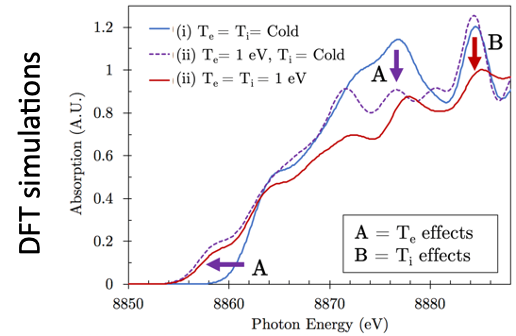 DFT simulations
Absorption (A.U.)
1.2
1
0.8
0.6
0.4
0.2
0
(i) Te = Ti = Cold
(ii) Te = 1 eV, Ti = Cold
(ii) Te = Ti = 1 eV
A
B
A
A = Te effects
B = Ti effects
8850 8860 8870 8880
Photon Energy (eV)